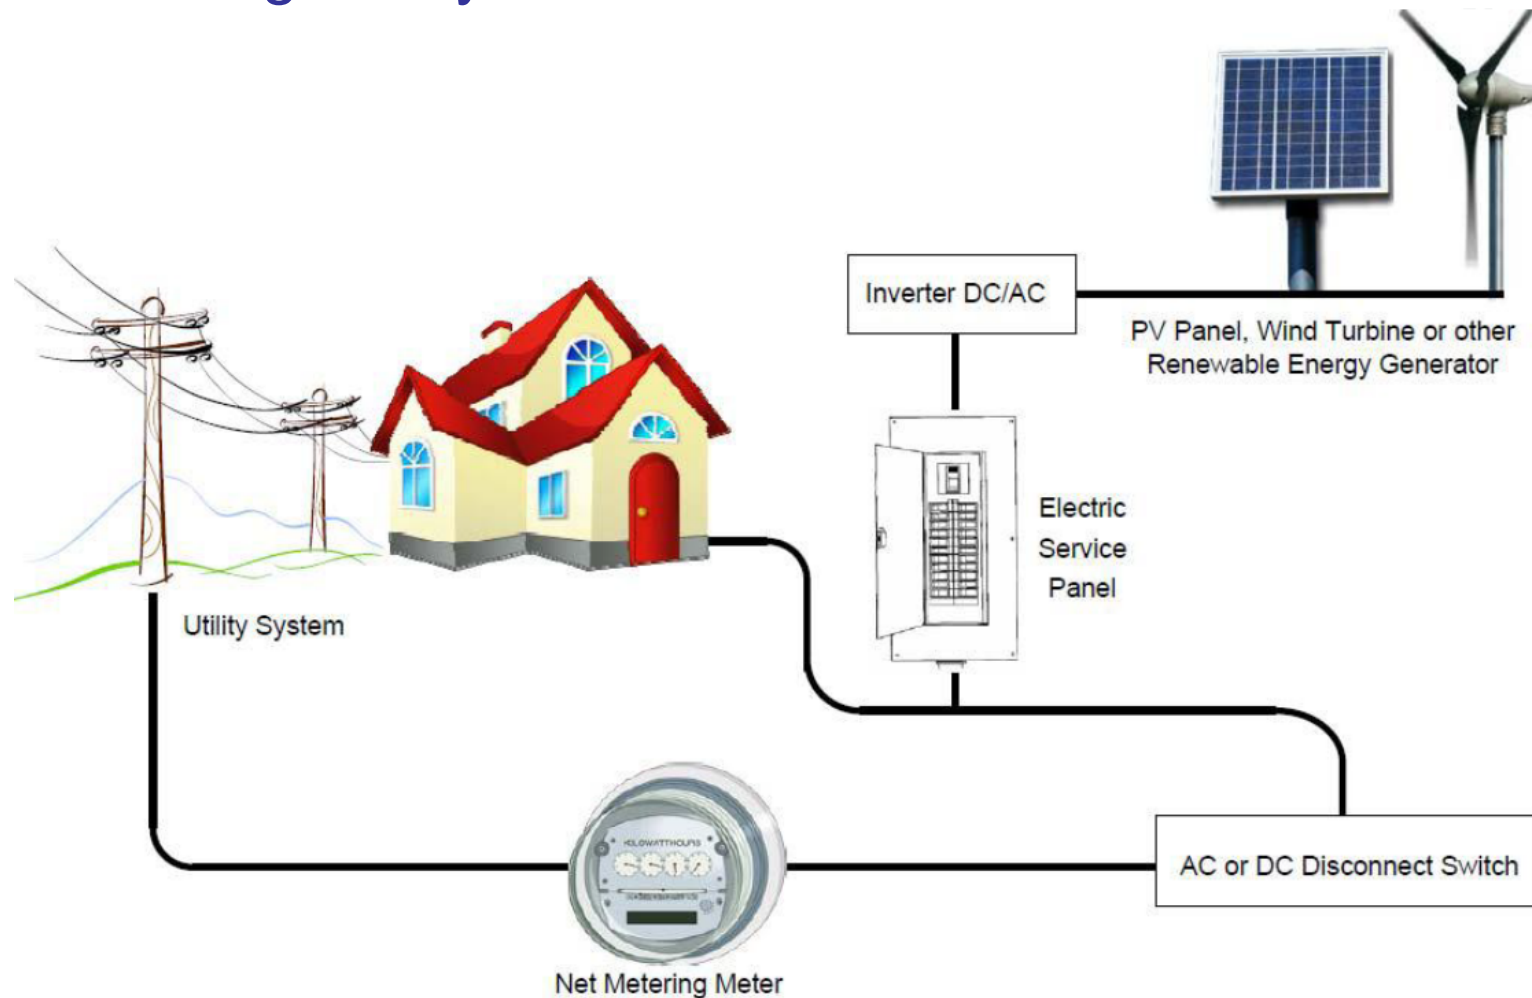 Inverter DC/AC
PV Panel, Wind Turbine or other
Renewable Energy Generator
Electric
Service
Panel
Utility System
KILOWATTHOURS
AC or DC Disconnect Switch
Net Metering Meter